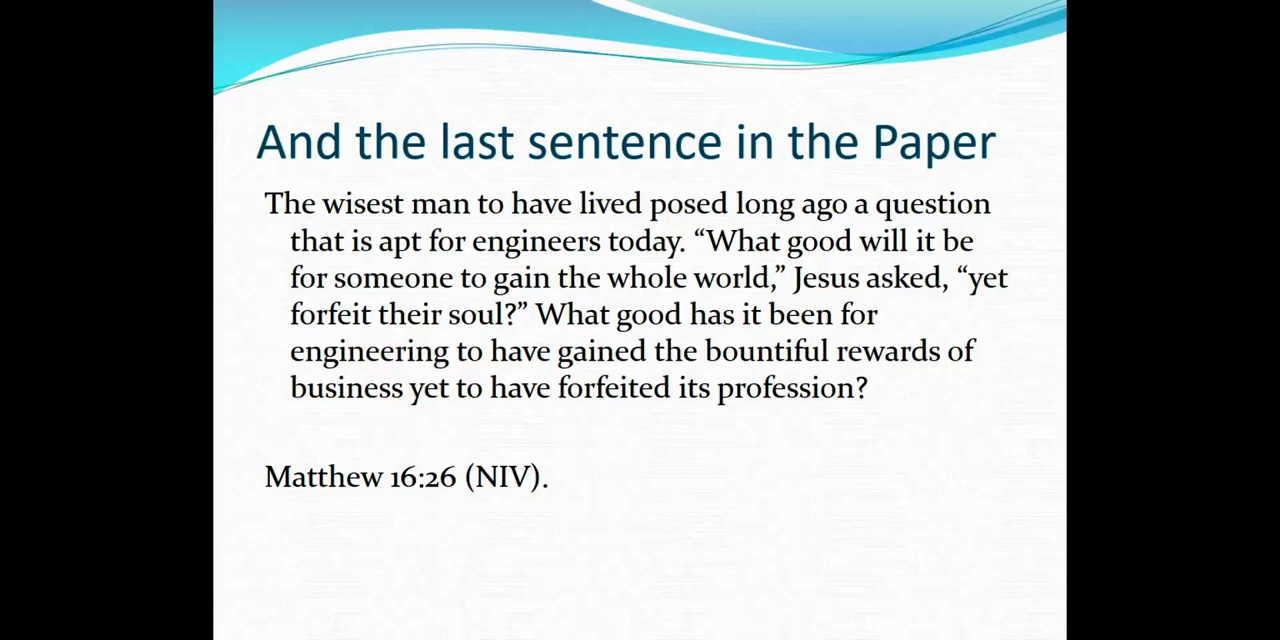 And the last sentence in the Paper
The wisest man to have lived posed long ago a question
that is apt for engineers today. “What good will it be
for someone to gain the whole world,” Jesus asked, “yet
forfeit their soul?” What good has it been for
engineering to have gained the bountiful rewards of
business yet to have forfeited its profession?
Matthew 16:26 (NIV).